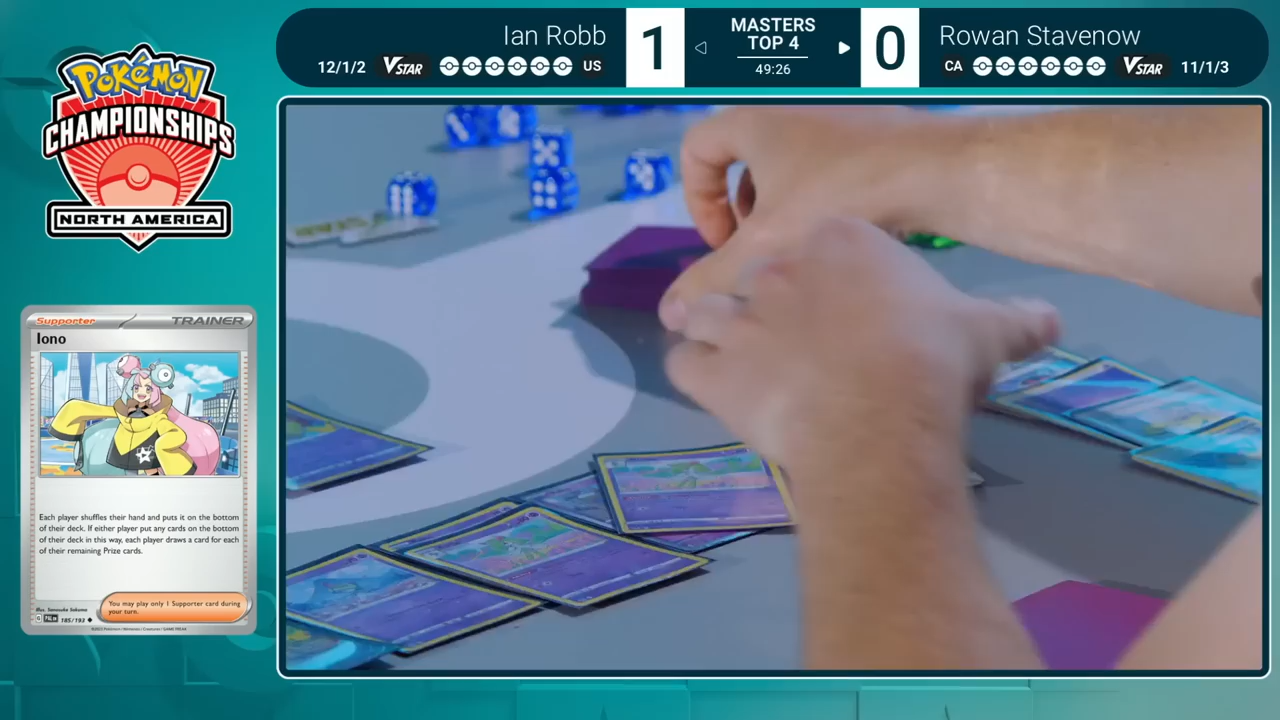 Ian Robb
12/1/2 VSTAR US
1
MASTERS
TOP 4
49:26
0
Rowan Stavenow
CA VSTAR 11/1/3
Pokémon
CHAMPIONSHIPS
NORTH AMERICA
Supporter TRAINER
Iono
Each player shuffles their hand and puts it on the bottom
of their deck. If either player put any cards on the bottom
of their deck in this way, each player draws a card for each
of their remaining Prize cards.
You may play only 1 Supporter card during
your turn.
185/193